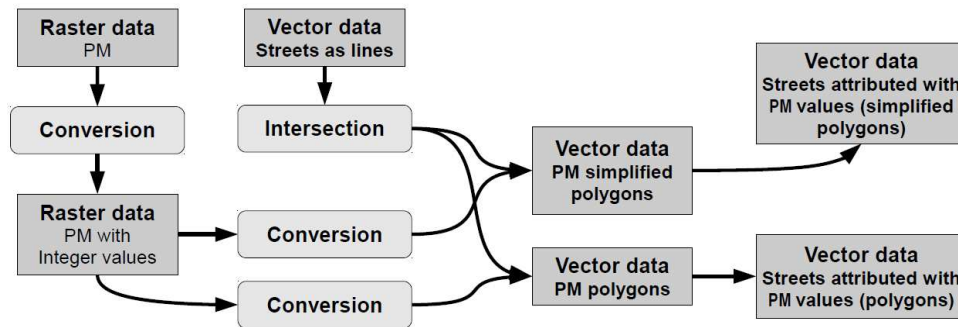 Raster data
PM
Vector data
Streets as lines
Conversion
Intersection
Raster data
PM with
Integer values
Conversion
Conversion
Vector data
PM simplified
polygons
Vector data
PM polygons
Vector data
Streets attributed with
PM values (simplified
polygons)
Vector data
Streets attributed with
PM values (polygons)